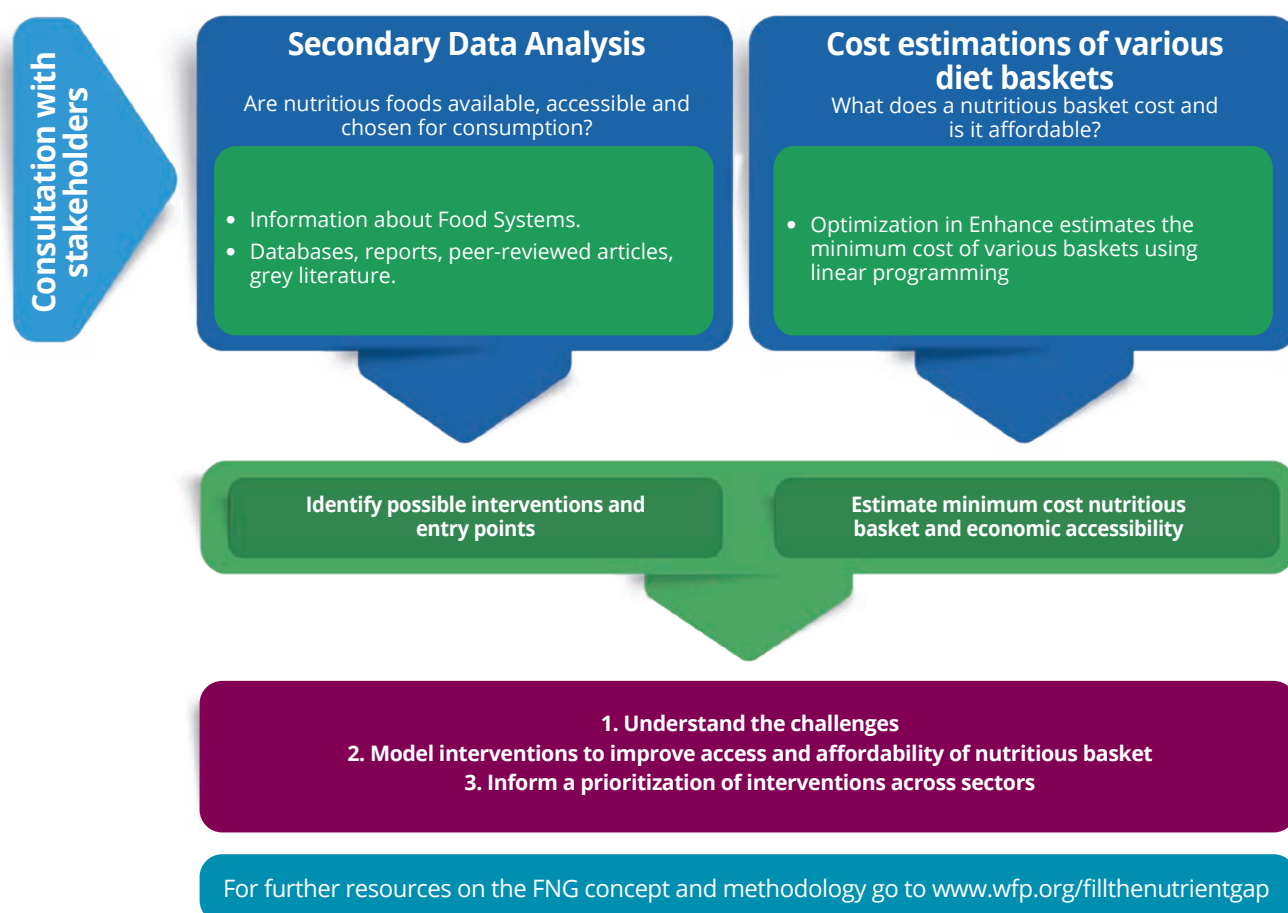 Consultation with
stakeholders
Secondary Data Analysis
Are nutritious foods available, accessible and
chosen for consumption?
• Information about Food Systems.
• Databases, reports, peer-reviewed articles,
grey literature.
Cost estimations of various
diet baskets
What does a nutritious basket cost and
is it affordable?
• Optimization in Enhance estimates the
minimum cost of various baskets using
linear programming
Identify possible interventions and
entry points
Estimate minimum cost nutritious
basket and economic accessibility
1. Understand the challenges
2. Model interventions to improve access and affordability of nutritious basket
3. Inform a prioritization of interventions across sectors
For further resources on the FNG concept and methodology go to www.wfp.org/fillthenutrientgap